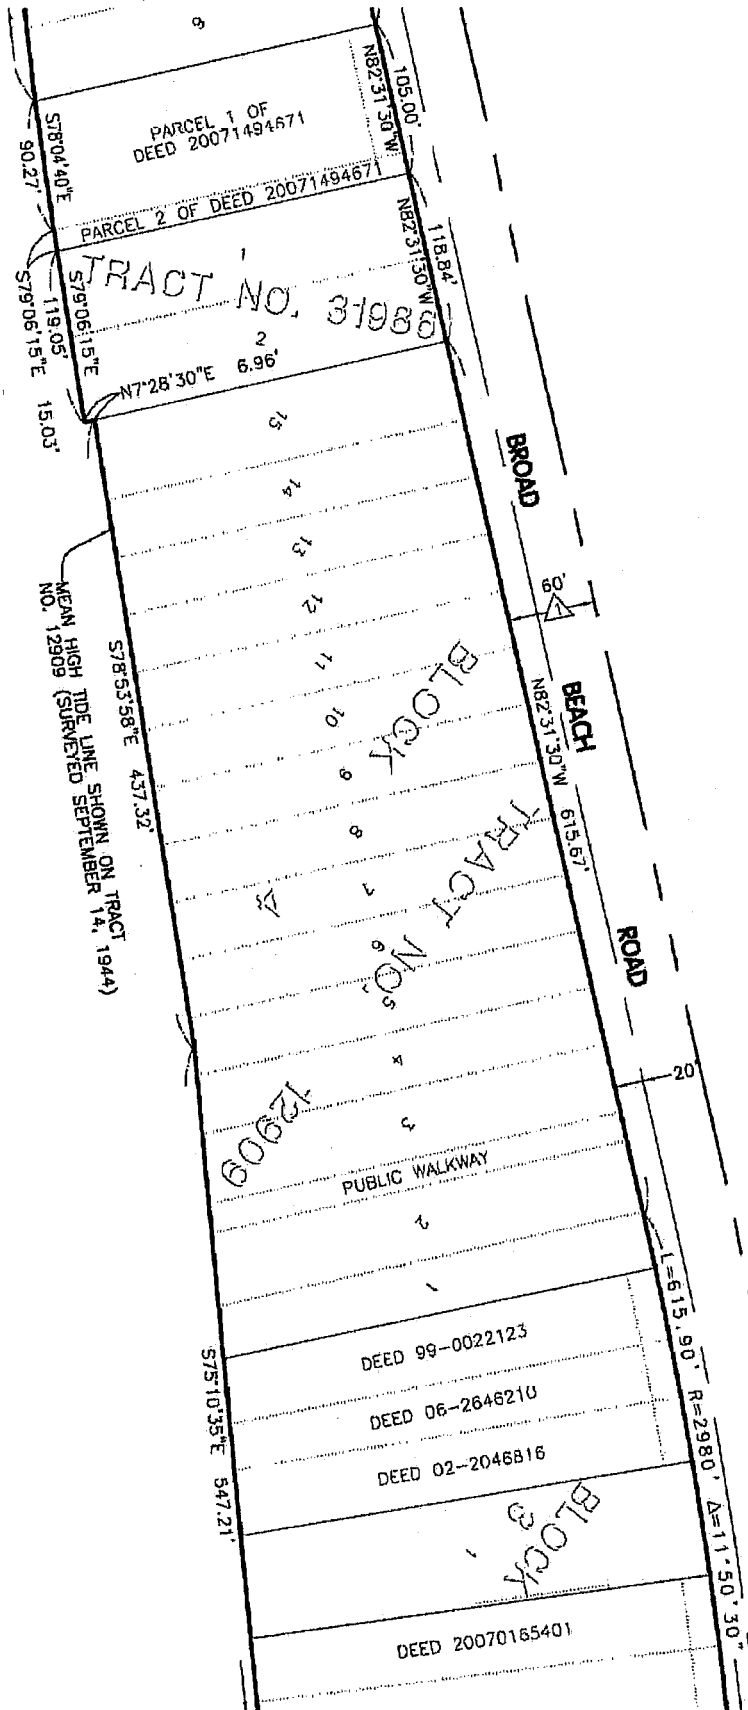 6
PARCEL 1 OF
DEED 20071494671
N82°31'30"W
105.00'
S78°04'40"E
90.27'
PARCEL 2 OF DEED 20071494671
N82°31'30"W
118.84'
1
TRACT NO. 31986
S79°06'15"E
119.05'
S79°06'15"E 15.03'
2
N7°28'30"E 6.96'
15
14
13
12
11
10
9
8
7
6
5
4
3
PUBLIC WALKWAY
2
1
BROAD
BEACH
ROAD
60'
1
N82°31'30"W 615.67'
20'
BLOCK
TRACT NO.
12909
S78°53'58"E 437.32'
MEAN HIGH TIDE LINE SHOWN ON TRACT
NO. 12909 (SURVEYED SEPTEMBER 14, 1944)
L=615.90' R=2980' Δ=11°50'30"
DEED 99-0022123
DEED 06-2646210
DEED 02-2046816
S75°10'35"E 547.21'
BLOCK
3
1
DEED 20070165401